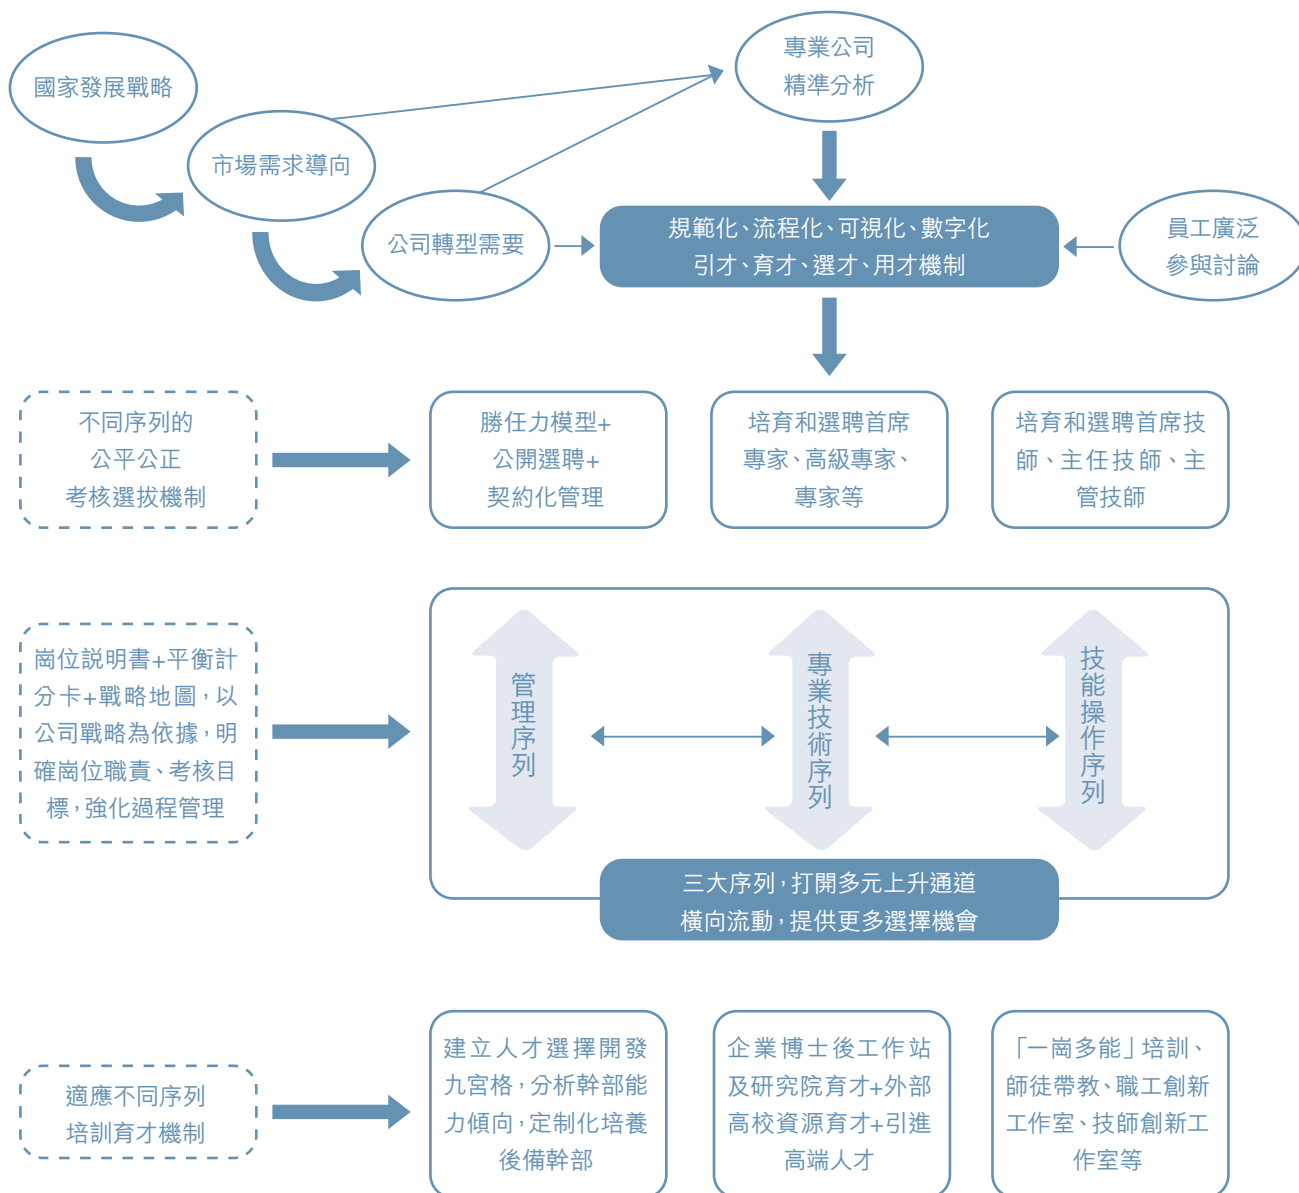 國家發展戰略
市場需求導向
公司轉型需要
專業公司
精準分析
規範化、流程化、可視化、數字化
引才、育才、選才、用才機制
員工廣泛
參與討論
不同序列的
公平公正
考核選拔機制
勝任力模型+
公開選聘+
契約化管理
培育和選聘首席
專家、高級專家、
專家等
培育和選聘首席技
師、主任技師、主
管技師
崗位説明書+平衡計
分卡+戰略地圖，以
公司戰略為依據，明
確崗位職責、考核目
標，強化過程管理
管理序列
專業技術序列
技能操作序列
三大序列，打開多元上升通道
橫向流動，提供更多選擇機會
適應不同序列
培訓育才機制
建立人才選擇開發
九宮格，分析幹部能
力傾向，定制化培養
後備幹部
企業博士後工作站
及研究院育才+外部
高校資源育才+引進
高端人才
「一崗多能」培訓、
師徒帶教、職工創新
工作室、技師創新工
作室等